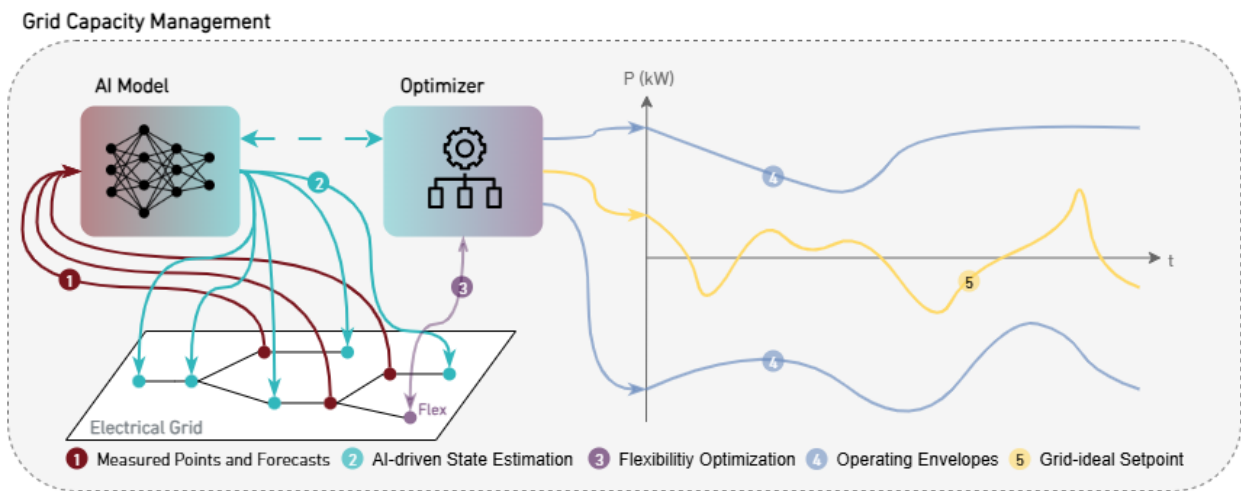 Grid Capacity Management
AI Model
Optimizer
P (kW)
2
4
1
3
5
t
4
Flex
Electrical Grid
1 Measured Points and Forecasts 2 AI-driven State Estimation 3 Flexibilitiy Optimization 4 Operating Envelopes 5 Grid-ideal Setpoint